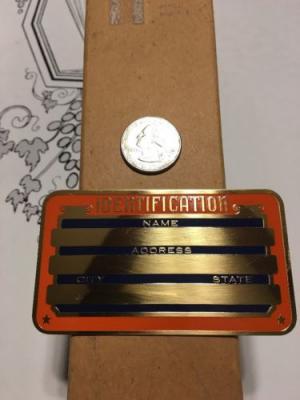 IDENTIFICATION
NAME
ADDRESS
CITY STATE